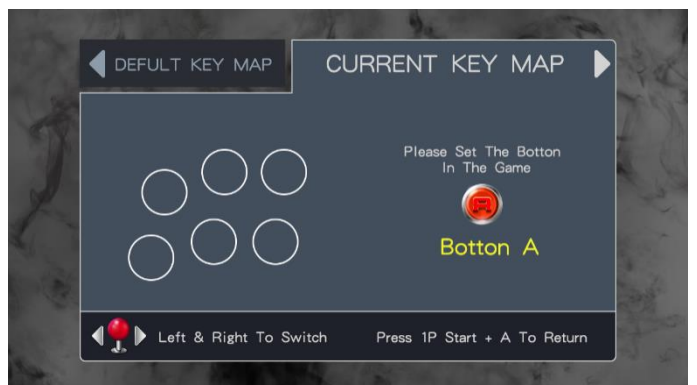 DEFULT KEY MAP
CURRENT KEY MAP
Please Set The Botton
In The Game
Botton A
Left & Right To Switch
Press 1P Start + A To Return